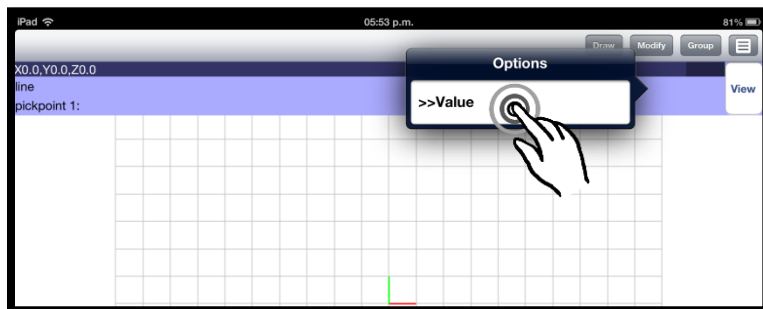 iPad 05:53 p.m. 81%
Draw Modify Group
Options
X0.0,Y0.0,Z0.0
line
>>Value
View
pickpoint 1: